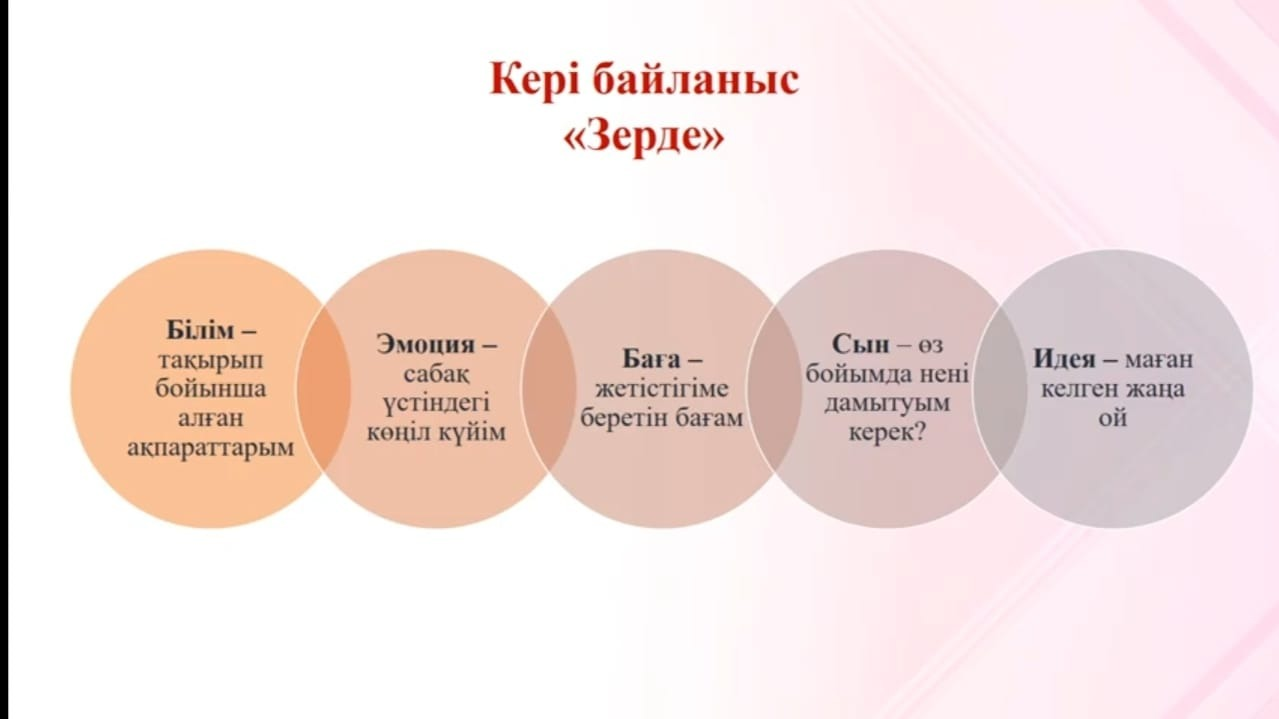 Кері байланыс
«Зерде»
Білім –
тақырып
бойынша
алған
ақпараттарым
Эмоция –
сабақ
үстіндегі
көңіл күйім
Баға –
жетістігіме
беретін бағам
Сын – өз
бойымда нені
дамытуым
керек?
Идея – маған
келген жаңа
ой